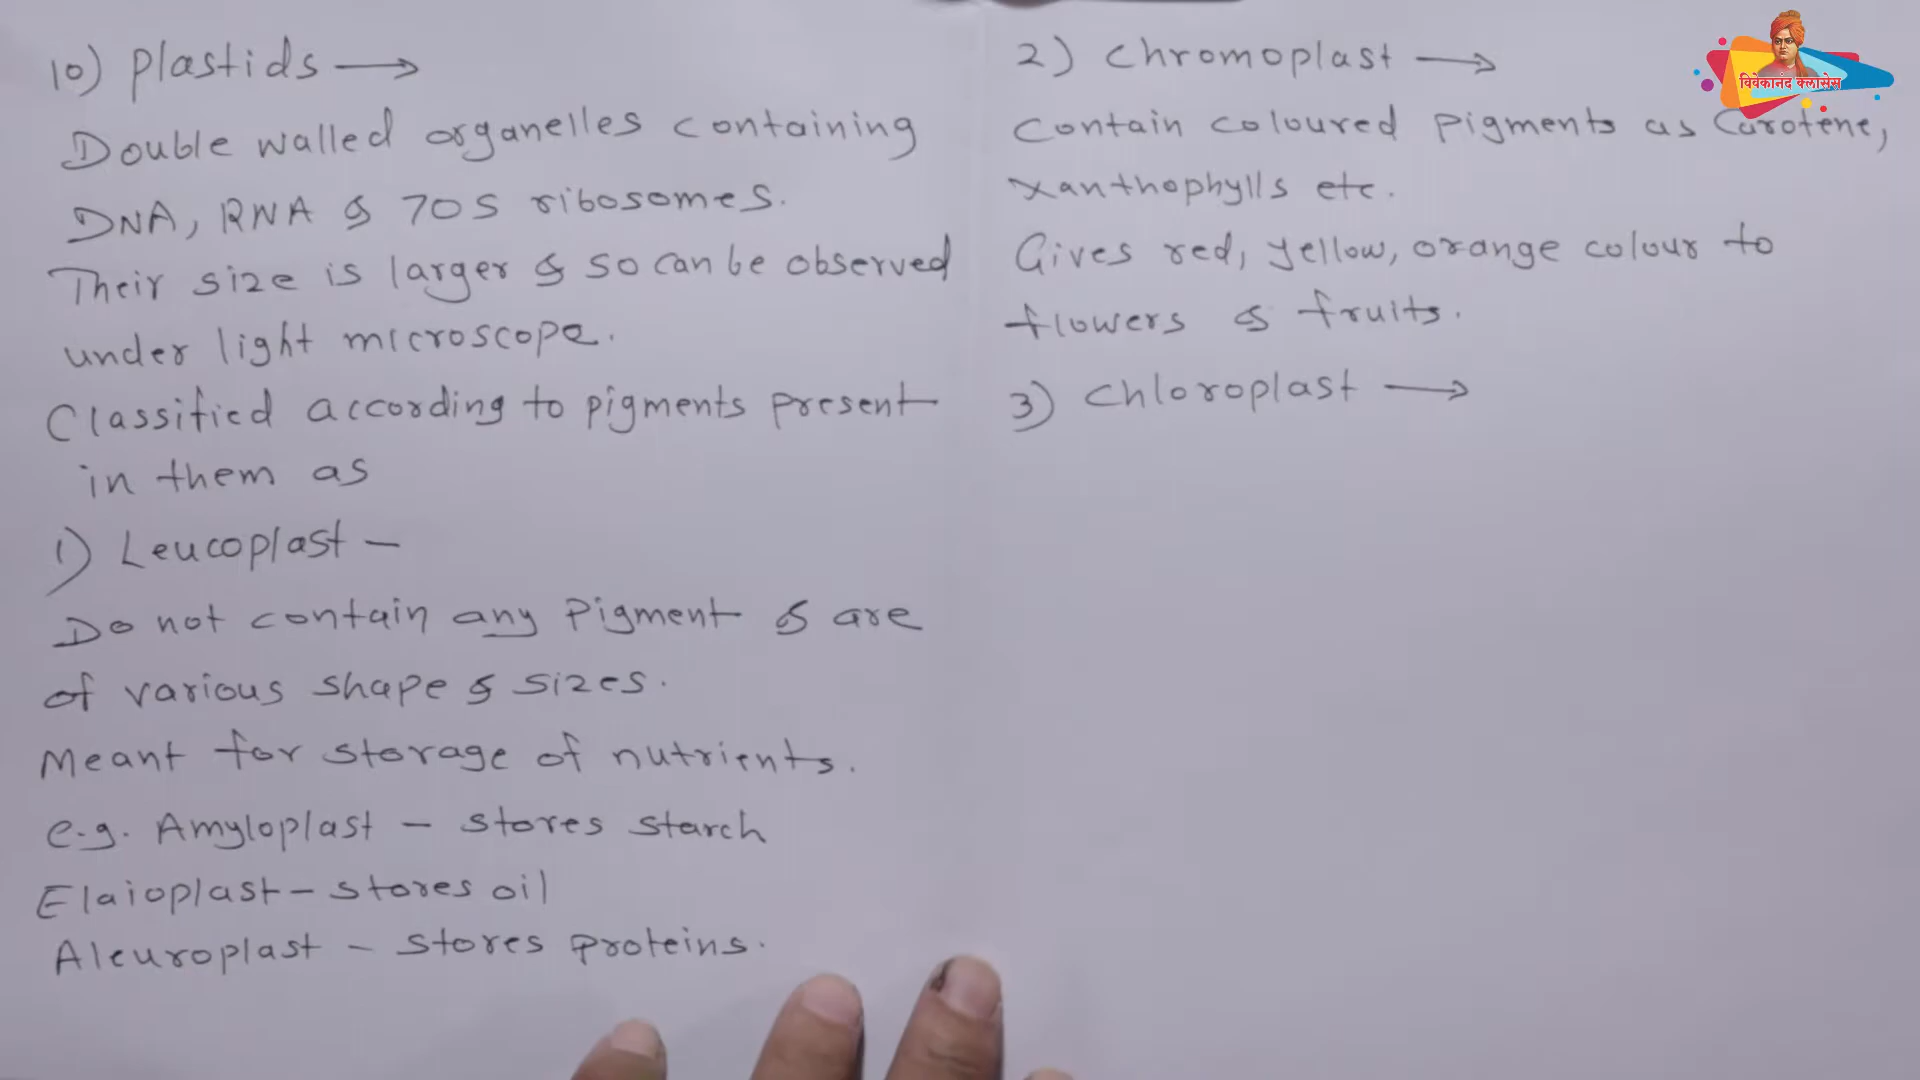 10) Plastids →
Double walled organelles containing
DNA, RNA & 70S ribosomes.
Their size is larger & so can be observed
under light microscope.
Classified according to pigments present
in them as
1) Leucoplast -
Do not contain any Pigment & are
of various shape & sizes.
Meant for storage of nutrients.
e.g. Amyloplast - stores starch
Elaioplast - stores oil
Aleuroplast - stores proteins.
2) Chromoplast →
Contain coloured pigments as Carotene,
Xanthophylls etc.
Gives red, yellow, orange colour to
flowers & fruits.
3) Chloroplast →
विवेकानंद क्लासेस